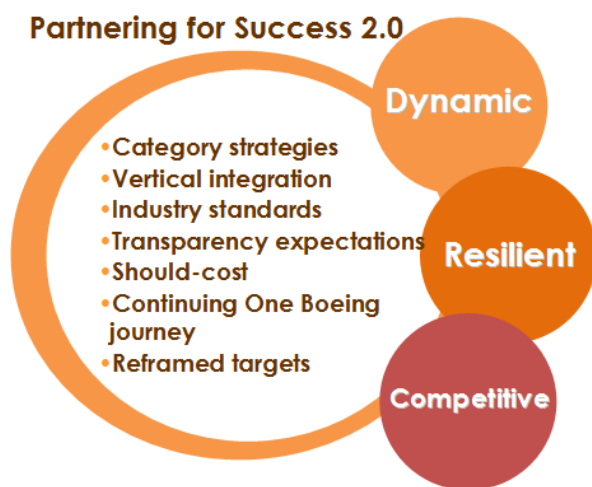 Partnering for Success 2.0
Dynamic
•Category strategies
•Vertical integration
•Industry standards
•Transparency expectations
•Should-cost
•Continuing One Boeing
journey
•Reframed targets
Resilient
Competitive